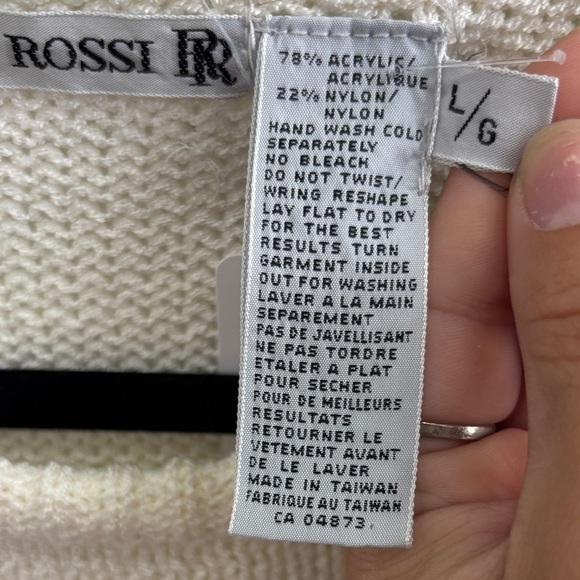 ROSSI RR
78% ACRYLIC/
ACRYLIQUE
22% NYLON/
NYLON
HAND WASH COLD
SEPARATELY
NO BLEACH
DO NOT TWIST/
WRING RESHAPE
LAY FLAT TO DRY
FOR THE BEST
RESULTS TURN
GARMENT INSIDE
OUT FOR WASHING
LAVER A LA MAIN
SEPAREMENT
PAS DE JAVELLISANT
NE PAS TORDRE
ETALER A PLAT
POUR SECHER
POUR DE MEILLEURS
RESULTATS
RETOURNER LE
VETEMENT AVANT
DE LE LAVER
MADE IN TAIWAN
FABRIQUE AU TAIWAN
CA 04873.
L/G